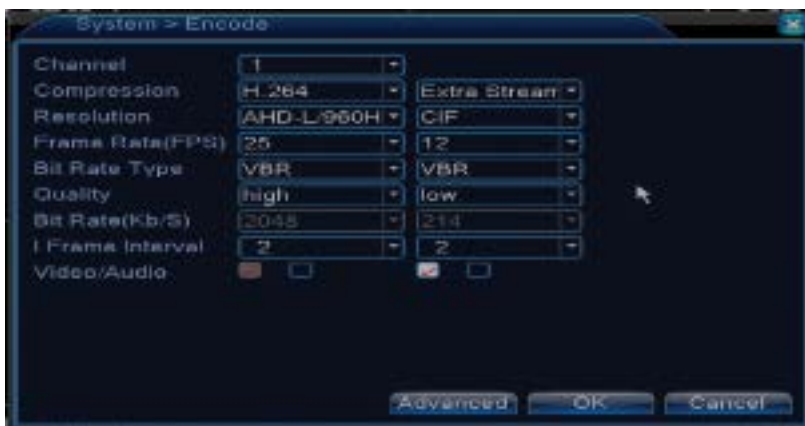 System > Encode
Channel 1
Compression H.264 Extra Stream
Resolution AHD-L/960H CIF
Frame Rate(FPS) 25 12
Bit Rate Type VBR VBR
Quality high low
Bit Rate(Kb/S) 2048 214
I Frame Interval 2 2
Video/Audio
Advanced OK Cancel